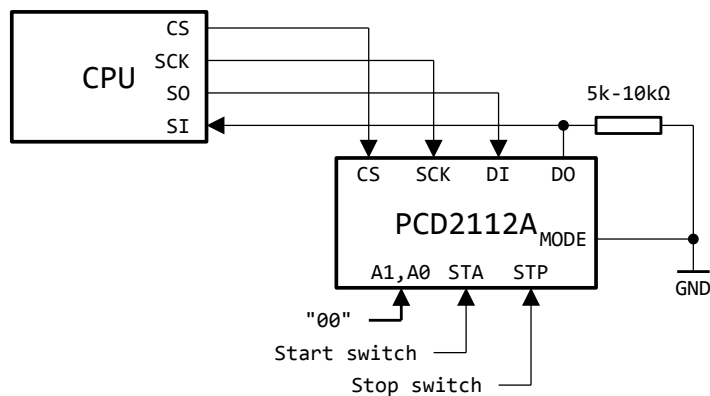 CS
SCK
CPU
SO
5k-10kΩ
SI
CS SCK DI DO
PCD2112A
MODE
A1,A0 STA STP
GND
"00"
Start switch
Stop switch